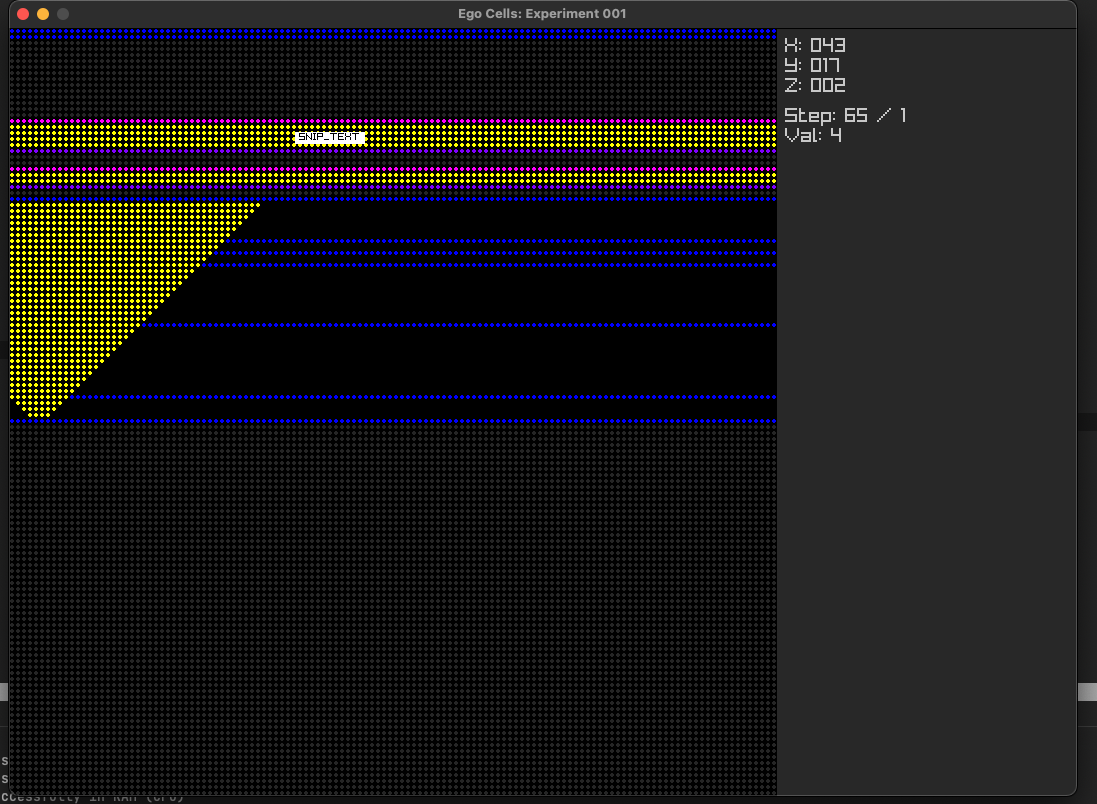 Ego Cells: Experiment 001
X: 043
Y: 017
Z: 002
Step: 65 / 1
Val: 4
SNIP_TEXT
s
s
ccessfully in RAM (CPU)